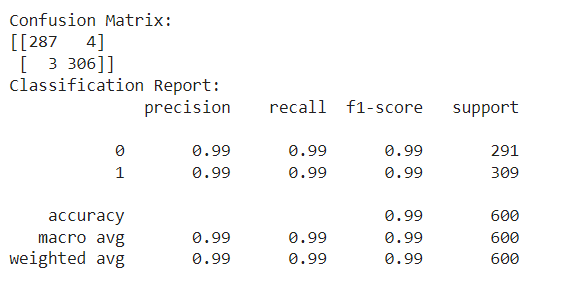 Confusion Matrix:
[[287   4]
 [  3 306]]
Classification Report:
              precision    recall  f1-score   support

           0       0.99      0.99      0.99       291
           1       0.99      0.99      0.99       309

    accuracy                           0.99       600
   macro avg       0.99      0.99      0.99       600
weighted avg       0.99      0.99      0.99       600